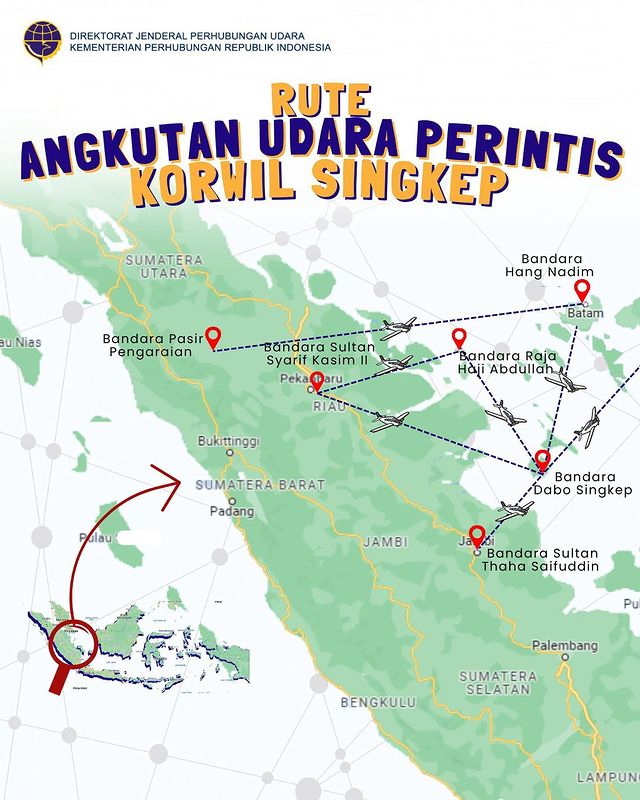 DIREKTORAT JENDERAL PERHUBUNGAN UDARA
KEMENTERIAN PERHUBUNGAN REPUBLIK INDONESIA
RUTE
ANGKUTAN UDARA PERINTIS
KORWIL SINGKEP
SUMATERA
UTARA
Bandara
Hang Nadim
Batam
au Nias
Bandara Pasir
Pengaraian
Bandara Sultan
Syarif Kasim II
Bandara Raja
Haji Abdullah
Pekanbaru
RIAU
Bukittinggi
SUMATERA BARAT
Padang
Bandara
Dabo Singkep
Pulau
JAMBI
Jambi
Bandara Sultan
Thaha Saifuddin
Pul
Palembang
SUMATERA
SELATAN
BENGKULU
LAMPUNG